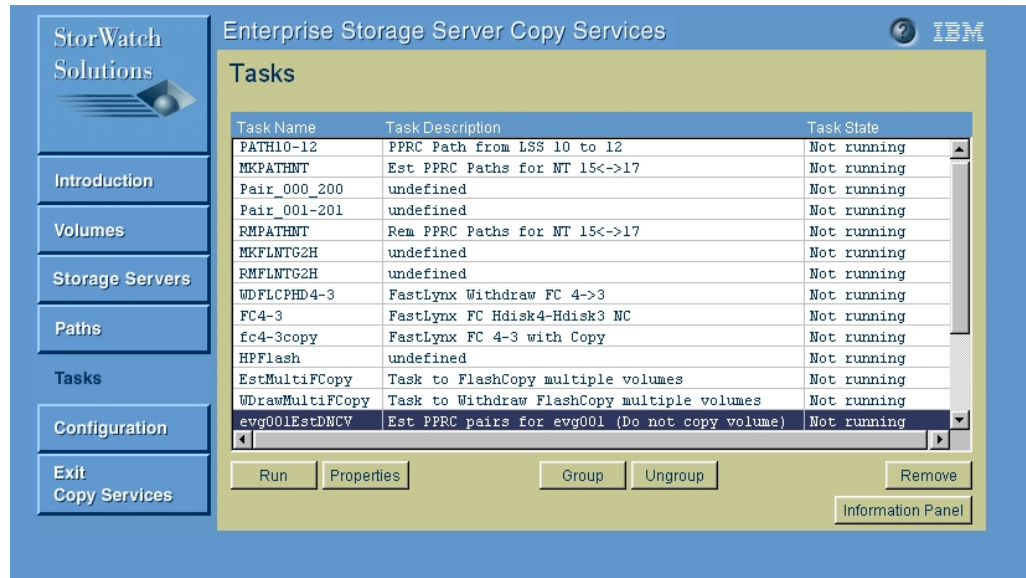 StorWatch
Solutions
Enterprise Storage Server Copy Services
? IBM
Tasks
Introduction
Volumes
Storage Servers
Paths
Tasks
Configuration
Exit
Copy Services
Task Name Task Description Task State
PATH10-12 PPRC Path from LSS 10 to 12 Not running
MKPATHNT Est PPRC Paths for NT 15<->17 Not running
Pair_000_200 undefined Not running
Pair_001-201 undefined Not running
RMPATHNT Rem PPRC Paths for NT 15<->17 Not running
MKFLNTG2H undefined Not running
RMFLNTG2H undefined Not running
WDFLCPHD4-3 FastLynx Withdraw FC 4->3 Not running
FC4-3 FastLynx FC Hdisk4-Hdisk3 NC Not running
fc4-3copy FastLynx FC 4-3 with Copy Not running
HPFlash undefined Not running
EstMultiFCopy Task to FlashCopy multiple volumes Not running
WDrawMultiFCopy Task to Withdraw FlashCopy multiple volumes Not running
evg001EstDNCV Est PPRC pairs for evg001 (Do not copy volume) Not running
Run Properties Group Ungroup Remove
Information Panel